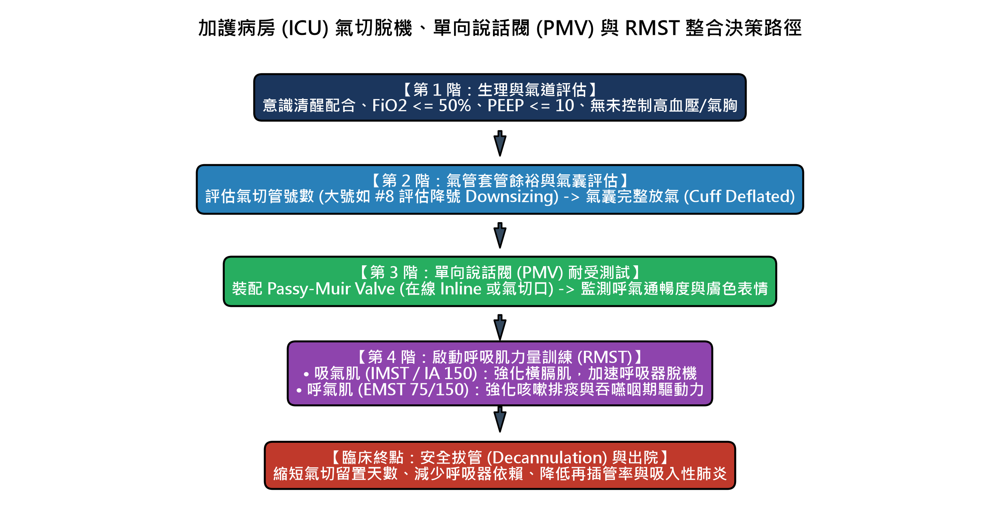 加護病房 (ICU) 氣切脫機、單向說話閥 (PMV) 與 RMST 整合決策路徑
【第 1 階：生理與氣道評估】
意識清醒配合、FiO2 <= 50%、PEEP <= 10、無未控制高血壓/氣胸
【第 2 階：氣管套管餘裕與氣囊評估】
評估氣切管號數 (大號如 #8 評估降號 Downsizing) -> 氣囊完整放氣 (Cuff Deflated)
【第 3 階：單向說話閥 (PMV) 耐受測試】
裝配 Passy-Muir Valve (在線 Inline 或氣切口) -> 監測呼氣通暢度與膚色表情
【第 4 階：啟動呼吸肌力量訓練 (RMST)】
• 吸氣肌 (IMST / IA 150)：強化橫膈肌，加速呼吸器脫機
• 呼氣肌 (EMST 75/150)：強化咳嗽排痰與吞嚥咽期驅動力
【臨床終點：安全拔管 (Decannulation) 與出院】
縮短氣切留置天數、減少呼吸器依賴、降低再插管率與吸入性肺炎